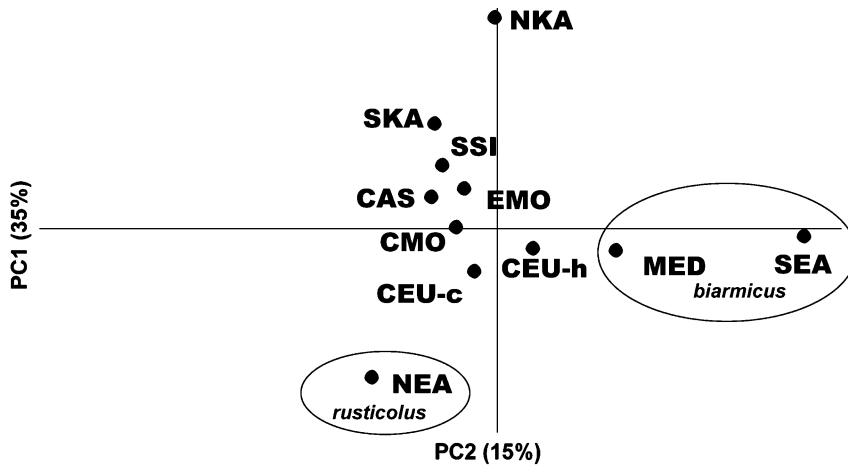 NKA
SKA
SSI
CAS
EMO
CMO
CEU-h
MED
SEA
CEU-c
biarmicus
NEA
rusticolus
PC1 (35%)
PC2 (15%)